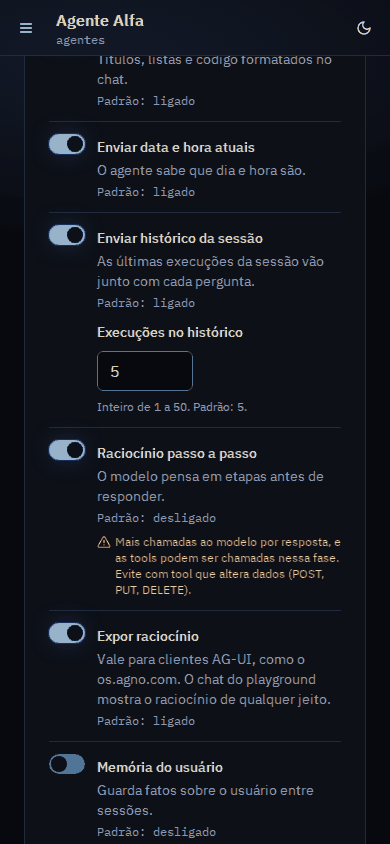 Agente Alfa
agentes
Títulos, listas e código formatados no
chat.
Padrão: ligado
Enviar data e hora atuais
O agente sabe que dia e hora são.
Padrão: ligado
Enviar histórico da sessão
As últimas execuções da sessão vão
junto com cada pergunta.
Padrão: ligado
Execuções no histórico
5
Inteiro de 1 a 50. Padrão: 5.
Raciocínio passo a passo
O modelo pensa em etapas antes de
responder.
Padrão: desligado
Mais chamadas ao modelo por resposta, e
as tools podem ser chamadas nessa fase.
Evite com tool que altera dados (POST,
PUT, DELETE).
Expor raciocínio
Vale para clientes AG-UI, como o
os.agno.com. O chat do playground
mostra o raciocínio de qualquer jeito.
Padrão: ligado
Memória do usuário
Guarda fatos sobre o usuário entre
sessões.
Padrão: desligado